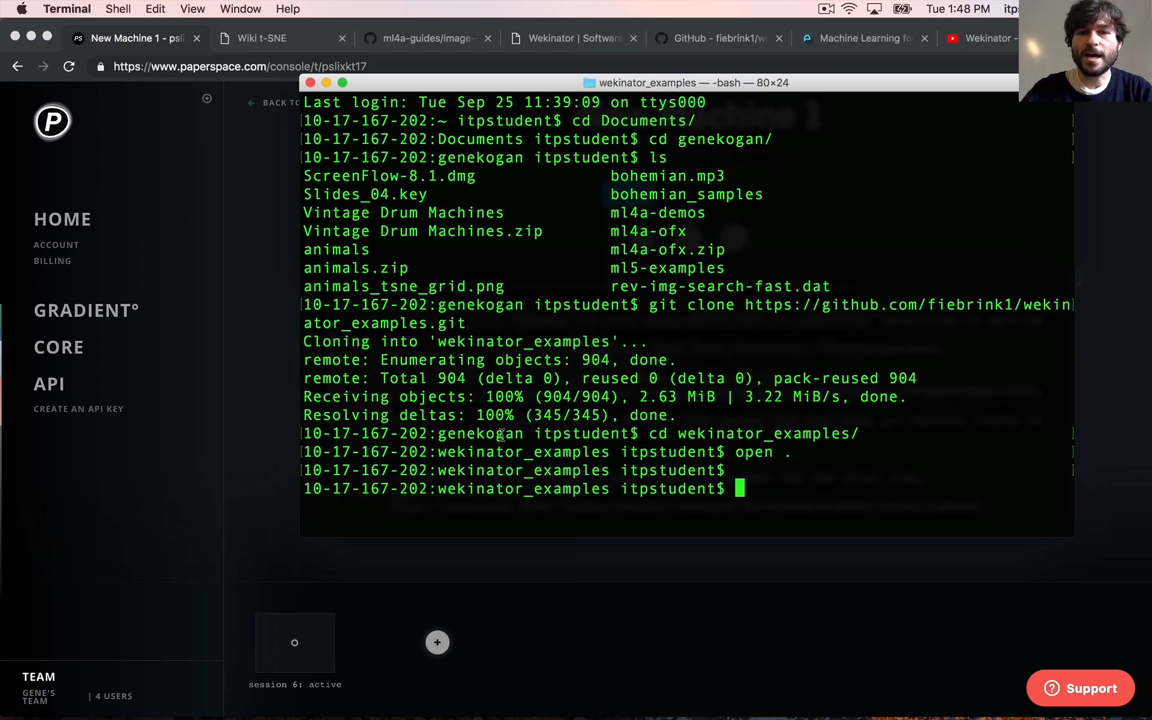 Terminal Shell Edit View Window Help Tue 1:48 PM itps
New Machine 1 - psli Wiki t-SNE ml4a-guides/image- Wekinator | Software GitHub - fiebrink1/we Machine Learning fo Wekinator -
https://www.paperspace.com/console/t/pslixkt17
wekinator_examples — -bash — 80×24
P
BACK TO
HOME
ACCOUNT
BILLING
GRADIENT°
CORE
API
CREATE AN API KEY
Last login: Tue Sep 25 11:39:09 on ttys000
10-17-167-202:~ itpstudent$ cd Documents/
10-17-167-202:Documents itpstudent$ cd genekogan/
10-17-167-202:genekogan itpstudent$ ls
ScreenFlow-8.1.dmg bohemian.mp3
Slides_04.key bohemian_samples
Vintage Drum Machines ml4a-demos
Vintage Drum Machines.zip ml4a-ofx
animals ml4a-ofx.zip
animals.zip ml5-examples
animals_tsne_grid.png rev-img-search-fast.dat
10-17-167-202:genekogan itpstudent$ git clone https://github.com/fiebrink1/wekin
ator_examples.git
Cloning into 'wekinator_examples'...
remote: Enumerating objects: 904, done.
remote: Total 904 (delta 0), reused 0 (delta 0), pack-reused 904
Receiving objects: 100% (904/904), 2.63 MiB | 3.22 MiB/s, done.
Resolving deltas: 100% (345/345), done.
10-17-167-202:genekogan itpstudent$ cd wekinator_examples/
10-17-167-202:wekinator_examples itpstudent$ open .
10-17-167-202:wekinator_examples itpstudent$
10-17-167-202:wekinator_examples itpstudent$
session 6: active
TEAM
GENE'S
TEAM
| 4 USERS
Support